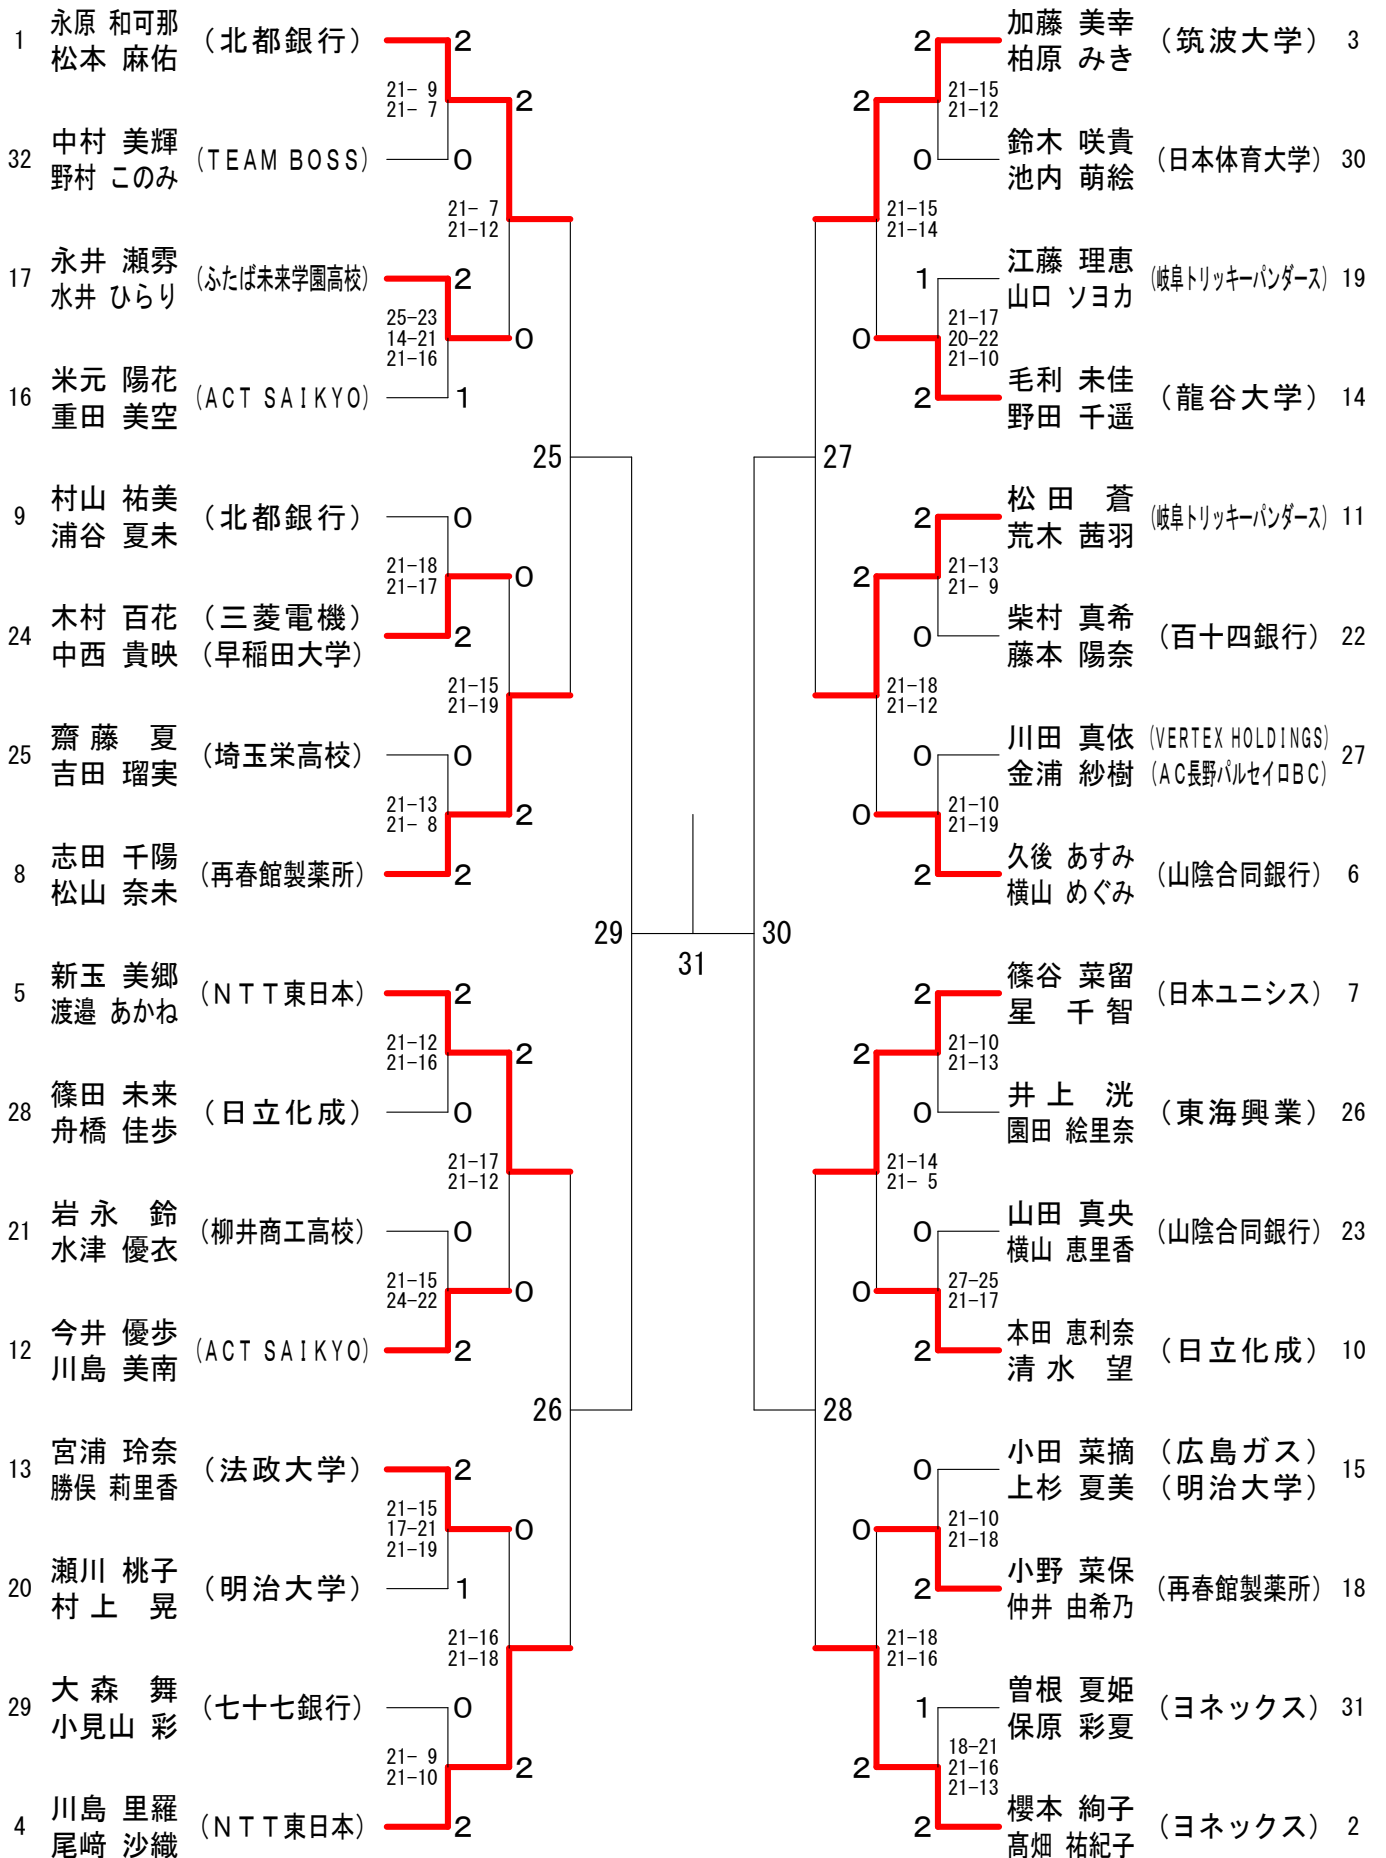 1 永原 和可那 （北都銀行） 2
松本 麻佑
21- 9
21- 7
2
32 中村 美輝 （TEAM BOSS） 0
野村 このみ
21- 7
21-12
17 永井 瀬雰 （ふたば未来学園高校） 2
水井 ひらり
25-23
14-21
21-16
0
16 米元 陽花 （ACT SAIKYO） 1
重田 美空
25
9 村山 祐美 （北都銀行） 0
浦谷 夏未
21-18
21-17
0
24 木村 百花 （三菱電機） 2
中西 貴映 （早稲田大学）
21-15
21-19
25 齋藤 夏 （埼玉栄高校） 0
吉田 瑠実
21-13
21- 8
2
8 志田 千陽 （再春館製薬所） 2
松山 奈未
29
5 新玉 美郷 （ＮＴＴ東日本） 2
渡邉 あかね
21-12
21-16
2
28 篠田 未来 （日立化成） 0
舟橋 佳歩
21-17
21-12
21 岩永 鈴 （柳井商工高校） 0
水津 優衣
21-15
24-22
0
12 今井 優歩 （ACT SAIKYO） 2
川島 美南
26
13 宮浦 玲奈 （法政大学） 2
勝俣 莉里香
21-15
17-21
21-19
0
20 瀬川 桃子 （明治大学） 1
村上 晃
21-16
21-18
29 大森 舞 （七十七銀行） 0
小見山 彩
21- 9
21-10
2
4 川島 里羅 （ＮＴＴ東日本） 2
尾﨑 沙織
31
2 加藤 美幸 （筑波大学） 3
柏原 みき
2
21-15
21-12
0 鈴木 咲貴 （日本体育大学） 30
池内 萌絵
21-15
21-14
1 江藤 理恵 （岐阜トリッキーパンダース） 19
山口 ソヨカ
0
21-17
20-22
21-10
2 毛利 未佳 （龍谷大学） 14
野田 千遥
27
2 松田 蒼 （岐阜トリッキーパンダース） 11
荒木 茜羽
2
21-13
21- 9
0 柴村 真希 （百十四銀行） 22
藤本 陽奈
21-18
21-12
0 川田 真依 （VERTEX HOLDINGS） 27
金浦 紗樹 （ＡＣ長野パルセイロＢＣ）
0
21-10
21-19
2 久後 あすみ （山陰合同銀行） 6
横山 めぐみ
30
2 篠谷 菜留 （日本ユニシス） 7
星 千智
2
21-10
21-13
0 井上 洸 （東海興業） 26
園田 絵里奈
21-14
21- 5
0 山田 真央 （山陰合同銀行） 23
横山 恵里香
0
27-25
21-17
2 本田 恵利奈 （日立化成） 10
清水 望
28
0 小田 菜摘 （広島ガス） 15
上杉 夏美 （明治大学）
0
21-10
21-18
2 小野 菜保 （再春館製薬所） 18
仲井 由希乃
21-18
21-16
1 曽根 夏姫 （ヨネックス） 31
保原 彩夏
2
18-21
21-16
21-13
2 櫻本 絢子 （ヨネックス） 2
髙畑 祐紀子